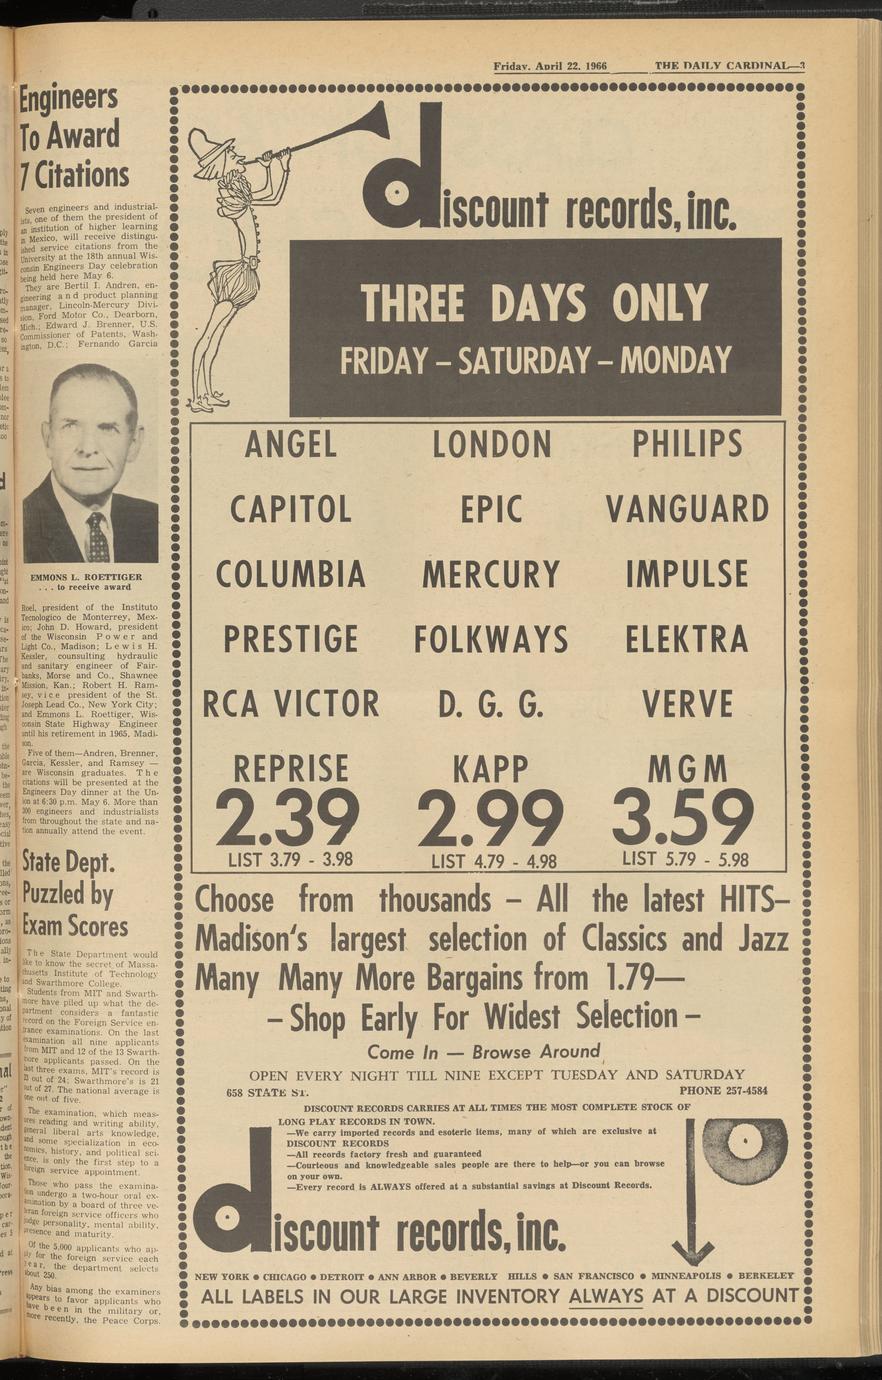 Friday, April 22, 1966 THE DAILY CARDINAL—3
Engineers
To Award
7 Citations
Seven engineers and industrial-
ists, one of them the president of
an institution of higher learning
in Mexico, will receive distingu-
ished service citations from the
University at the 18th annual Wis-
consin Engineers Day celebration
being held here May 6.
They are Bertil I. Andren, en-
gineering and product planning
manager, Lincoln-Mercury Divi-
sion, Ford Motor Co., Dearborn,
Mich.; Edward J. Brenner, U.S.
Commissioner of Patents, Wash-
ington, D.C.; Fernando Garcia
EMMONS L. ROETTIGER
. . . to receive award
Roel, president of the Instituto
Tecnologico de Monterrey, Mex-
ico; John D. Howard, president
of the Wisconsin Power and
Light Co., Madison; Lewis H.
Kessler, counsulting hydraulic
and sanitary engineer of Fair-
banks, Morse and Co., Shawnee
Mission, Kan.; Robert H. Ram-
sey, vice president of the St.
Joseph Lead Co., New York City;
and Emmons L. Roettiger, Wis-
consin State Highway Engineer
until his retirement in 1965, Madi-
son.
Five of them—Andren, Brenner,
Garcia, Kessler, and Ramsey —
are Wisconsin graduates. The
citations will be presented at the
Engineers Day dinner at the Un-
ion at 6:30 p.m. May 6. More than
300 engineers and industrialists
from throughout the state and na-
tion annually attend the event.
State Dept.
Puzzled by
Exam Scores
The State Department would
like to know the secret of Massa-
chusetts Institute of Technology
and Swarthmore College.
Students from MIT and Swarth-
more have piled up what the de-
partment considers a fantastic
record on the Foreign Service en-
trance examinations. On the last
examination all nine applicants
from MIT and 12 of the 13 Swarth-
more applicants passed. On the
last three exams, MIT's record is
23 out of 24; Swarthmore's is 21
out of 27. The national average is
one out of five.
The examination, which meas-
ures reading and writing ability,
general liberal arts knowledge,
and some specialization in eco-
nomics, history, and political sci-
ence, is only the first step to a
foreign service appointment.
Those who pass the examina-
tion undergo a two-hour oral ex-
amination by a board of three ve-
teran foreign service officers who
judge personality, mental ability,
presence and maturity.
Of the 5,000 applicants who ap-
ply for the foreign service each
year, the department selects
about 250.
Any bias among the examiners
appears to favor applicants who
have been in the military or,
more recently, the Peace Corps.
discount records, inc.
THREE DAYS ONLY
FRIDAY – SATURDAY – MONDAY
ANGEL LONDON PHILIPS
CAPITOL EPIC VANGUARD
COLUMBIA MERCURY IMPULSE
PRESTIGE FOLKWAYS ELEKTRA
RCA VICTOR D. G. G. VERVE
REPRISE KAPP MGM
2.39 2.99 3.59
LIST 3.79 - 3.98 LIST 4.79 - 4.98 LIST 5.79 - 5.98
Choose from thousands – All the latest HITS–
Madison's largest selection of Classics and Jazz
Many Many More Bargains from 1.79—
– Shop Early For Widest Selection –
Come In — Browse Around
OPEN EVERY NIGHT TILL NINE EXCEPT TUESDAY AND SATURDAY
658 STATE ST. PHONE 257-4584
DISCOUNT RECORDS CARRIES AT ALL TIMES THE MOST COMPLETE STOCK OF
LONG PLAY RECORDS IN TOWN.
—We carry imported records and esoteric items, many of which are exclusive at
DISCOUNT RECORDS
—All records factory fresh and guaranteed
—Courteous and knowledgeable sales people are there to help—or you can browse
on your own.
—Every record is ALWAYS offered at a substantial savings at Discount Records.
discount records, inc.
NEW YORK • CHICAGO • DETROIT • ANN ARBOR • BEVERLY HILLS • SAN FRANCISCO • MINNEAPOLIS • BERKELEY
ALL LABELS IN OUR LARGE INVENTORY ALWAYS AT A DISCOUNT